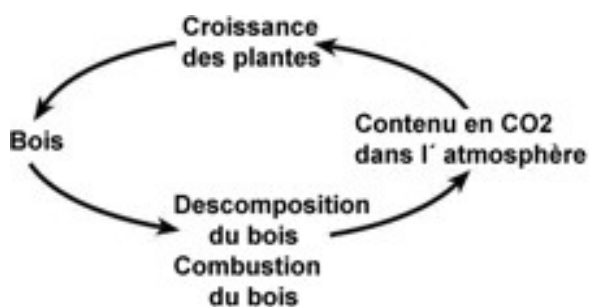 Croissance
des plantes
Bois
Contenu en CO2
dans l´ atmosphère
Descomposition
du bois
Combustion
du bois